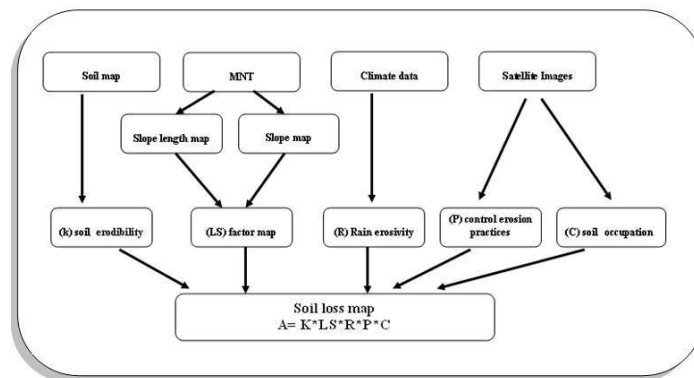 Soil map
MNT
Climate data
Satellite Images
Slope length map
Slope map
(k) soil erodibility
(LS) factor map
(R) Rain erosivity
(P) control erosion
practices
(C) soil occupation
Soil loss map
A= K*LS*R*P*C